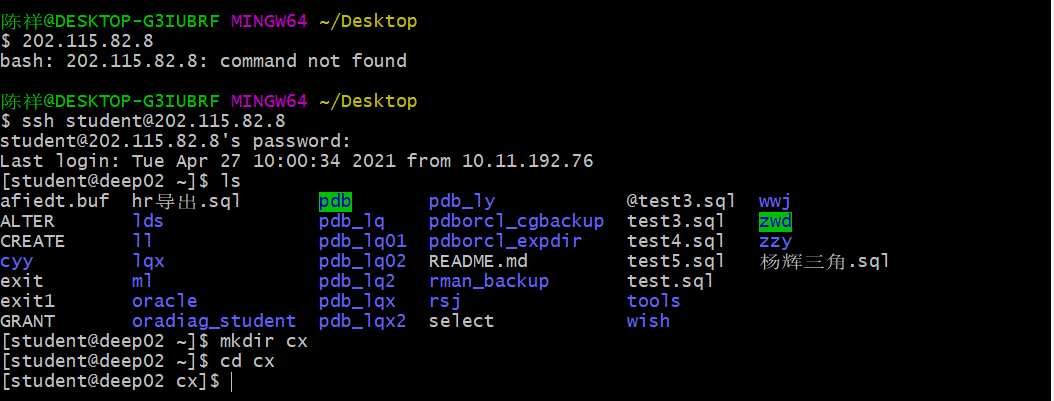 陈祥@DESKTOP-G3IUBRF MINGW64 ~/Desktop
$ 202.115.82.8
bash: 202.115.82.8: command not found
陈祥@DESKTOP-G3IUBRF MINGW64 ~/Desktop
$ ssh student@202.115.82.8
student@202.115.82.8's password:
Last login: Tue Apr 27 10:00:34 2021 from 10.11.192.76
[student@deep02 ~]$ ls
afiedt.buf hr导出.sql pdb pdb_ly @test3.sql wwj
ALTER lds pdb_lq pdborcl_cgbackup test3.sql zwd
CREATE ll pdb_lq01 pdborcl_expdir test4.sql zzy
cyy lqx pdb_lq02 README.md test5.sql 杨辉三角.sql
exit ml pdb_lq2 rman_backup test.sql
exit1 oracle pdb_lqx rsj tools
GRANT oradiag_student pdb_lqx2 select wish
[student@deep02 ~]$ mkdir cx
[student@deep02 ~]$ cd cx
[student@deep02 cx]$